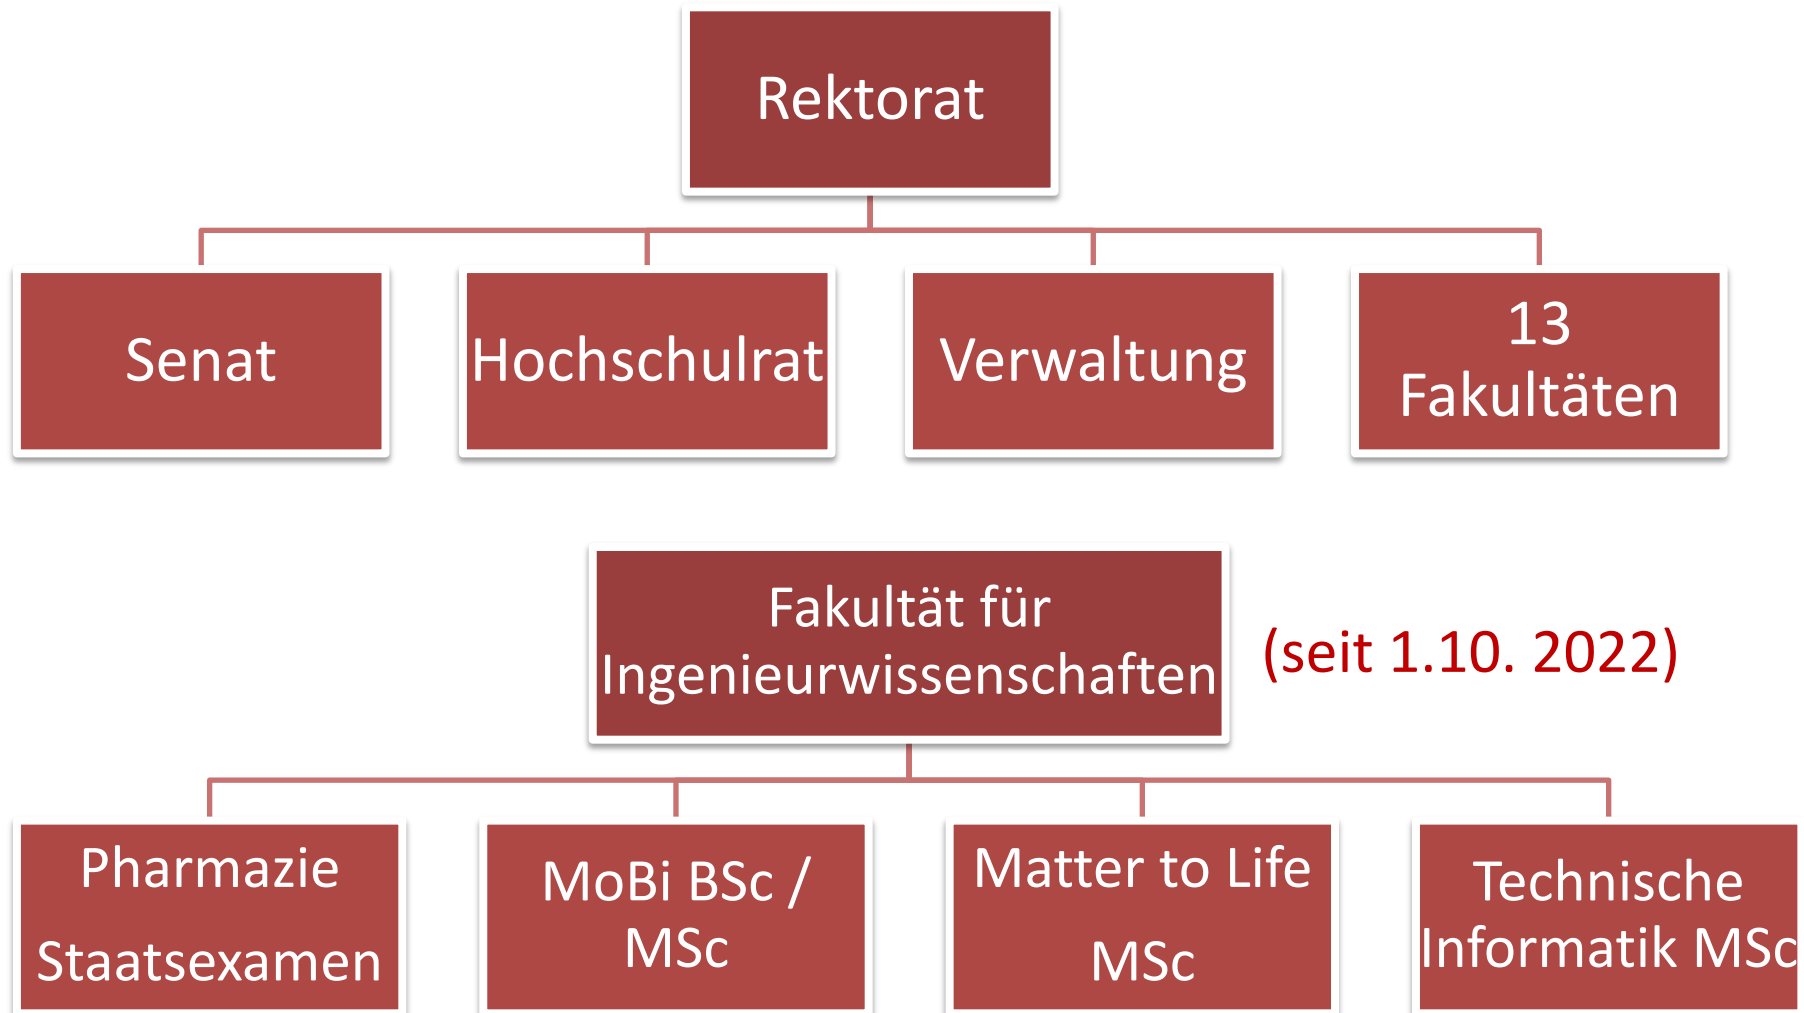 Rektorat
Senat
Hochschulrat
Verwaltung
13
Fakultäten
Fakultät für
Ingenieurwissenschaften
(seit 1.10. 2022)
Pharmazie
Staatsexamen
MoBi BSc /
MSc
Matter to Life
MSc
Technische
Informatik MSc